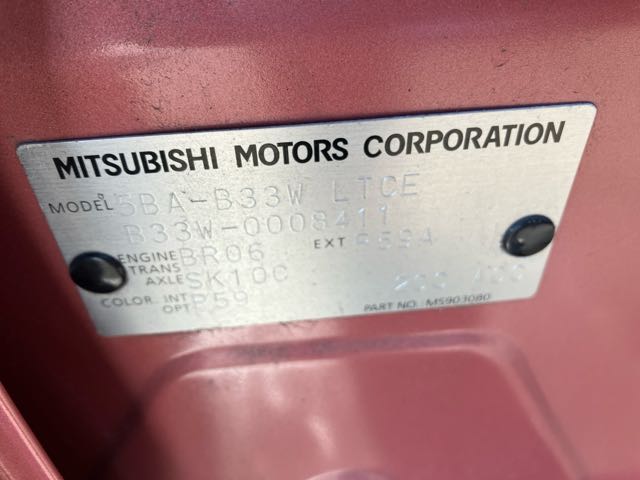 MITSUBISHI MOTORS CORPORATION
MODEL 5BA-B33W LTCE
B33W-0008411
ENGINE BR06 EXT
TRANS
AXLE SK10C
COLOR INT P59
OPT
PART NO. M5903080